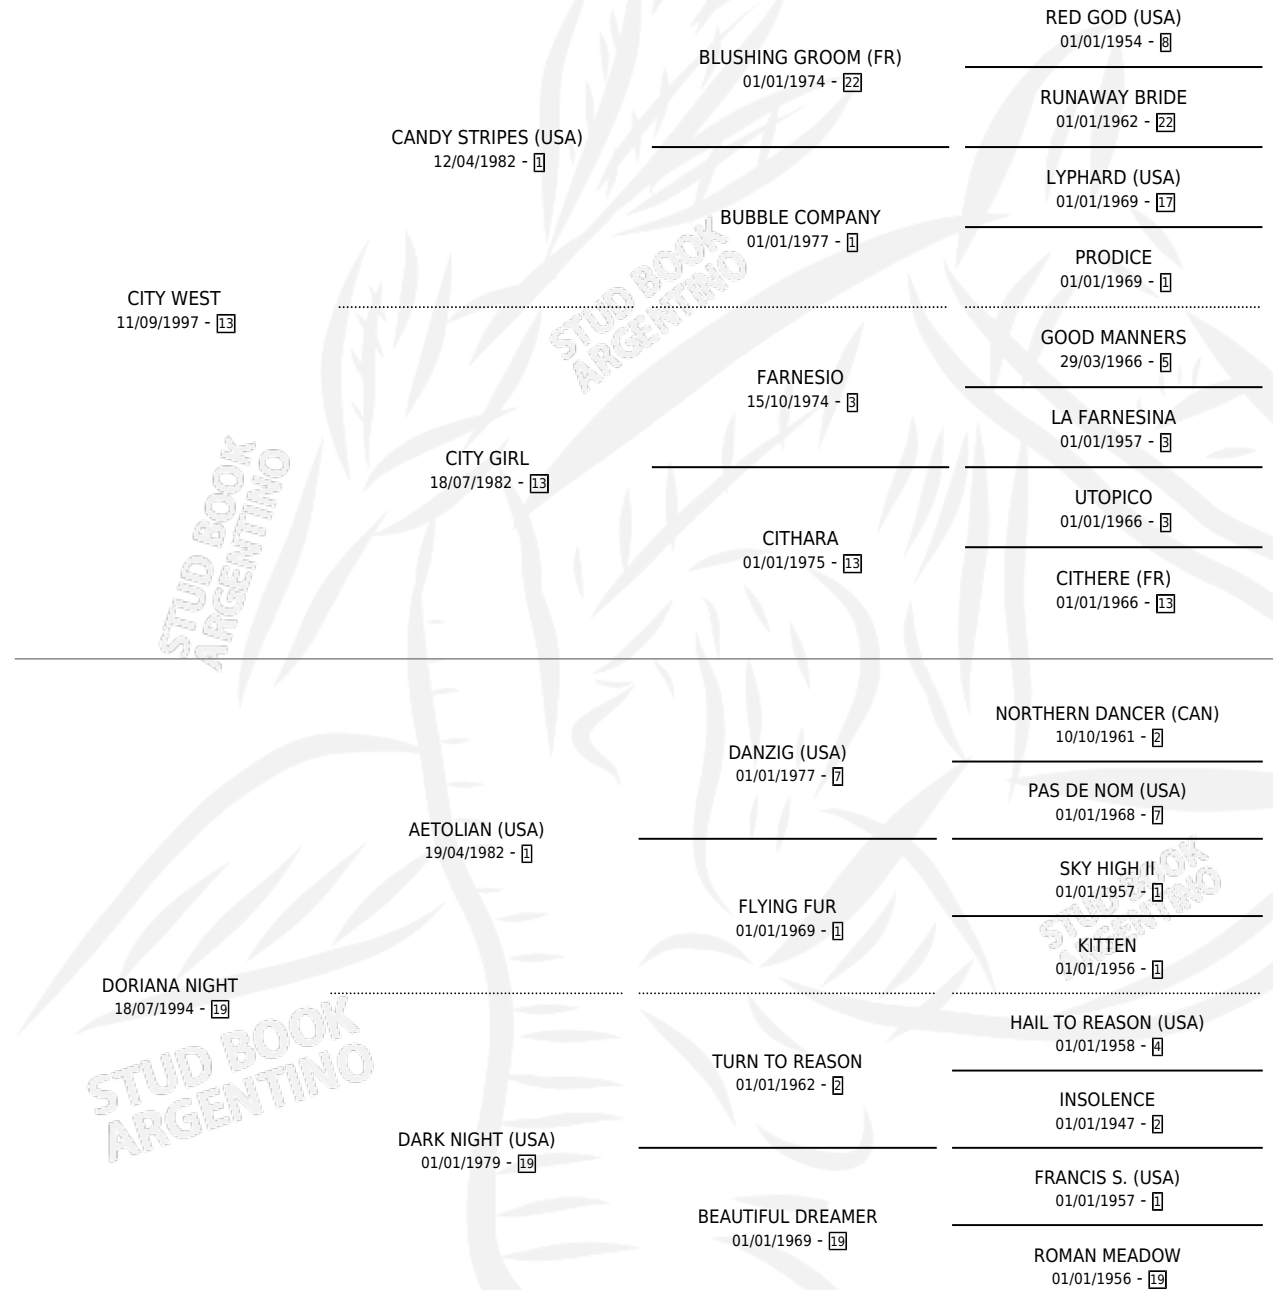 CITY WEST
11/09/1997 - 13
CANDY STRIPES (USA)
12/04/1982 - 1
BLUSHING GROOM (FR)
01/01/1974 - 22
RED GOD (USA)
01/01/1954 - 8
RUNAWAY BRIDE
01/01/1962 - 22
BUBBLE COMPANY
01/01/1977 - 1
LYPHARD (USA)
01/01/1969 - 17
PRODICE
01/01/1969 - 1
CITY GIRL
18/07/1982 - 13
FARNESIO
15/10/1974 - 3
GOOD MANNERS
29/03/1966 - 5
LA FARNESINA
01/01/1957 - 3
CITHARA
01/01/1975 - 13
UTOPICO
01/01/1966 - 3
CITHERE (FR)
01/01/1966 - 13
DORIANA NIGHT
18/07/1994 - 19
AETOLIAN (USA)
19/04/1982 - 1
DANZIG (USA)
01/01/1977 - 7
NORTHERN DANCER (CAN)
10/10/1961 - 2
PAS DE NOM (USA)
01/01/1968 - 7
FLYING FUR
01/01/1969 - 1
SKY HIGH II
01/01/1957 - 1
KITTEN
01/01/1956 - 1
DARK NIGHT (USA)
01/01/1979 - 19
TURN TO REASON
01/01/1962 - 2
HAIL TO REASON (USA)
01/01/1958 - 4
INSOLENCE
01/01/1947 - 2
BEAUTIFUL DREAMER
01/01/1969 - 19
FRANCIS S. (USA)
01/01/1957 - 1
ROMAN MEADOW
01/01/1956 - 19
STUD BOOK
ARGENTINO
STUD BOOK
ARGENTINO
STUD BOOK
ARGENTINO
STUD BOOK
ARGENTINO